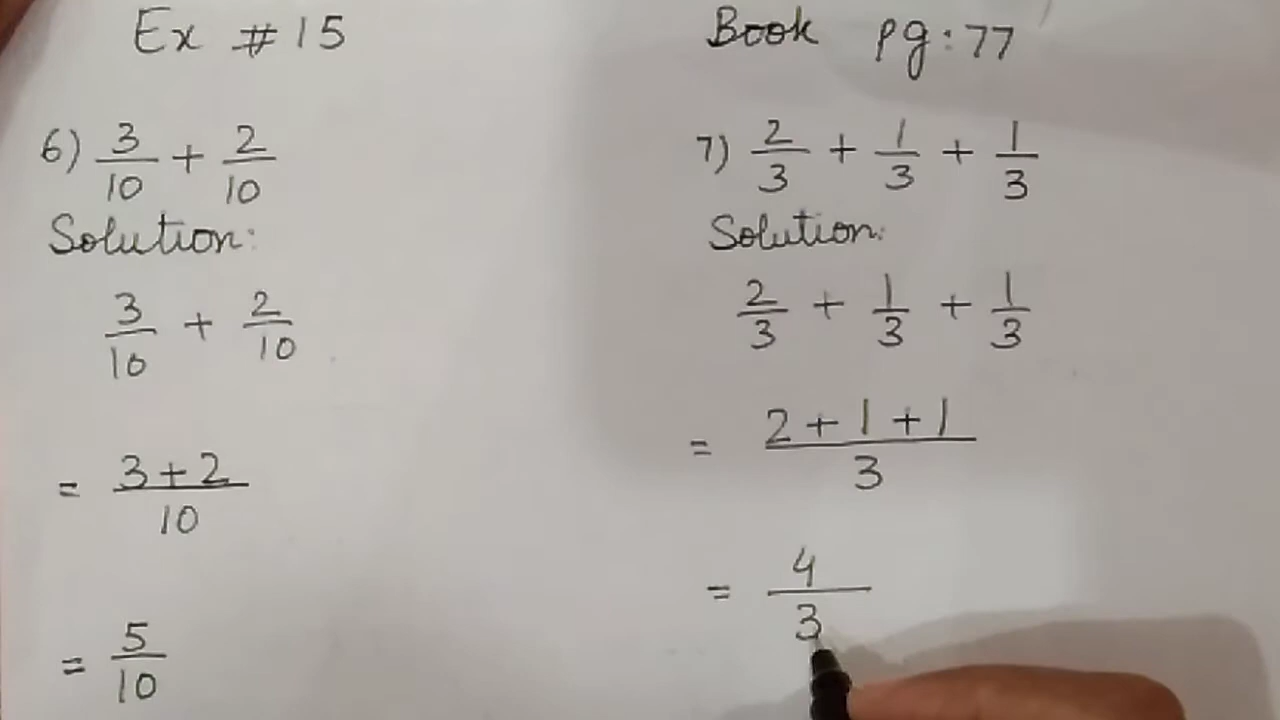 Ex #15
Book pg:77
6) 3/10 + 2/10
Solution:
3/10 + 2/10
= 3+2/10
= 5/10
7) 2/3 + 1/3 + 1/3
Solution:
2/3 + 1/3 + 1/3
= 2+1+1/3
= 4/3